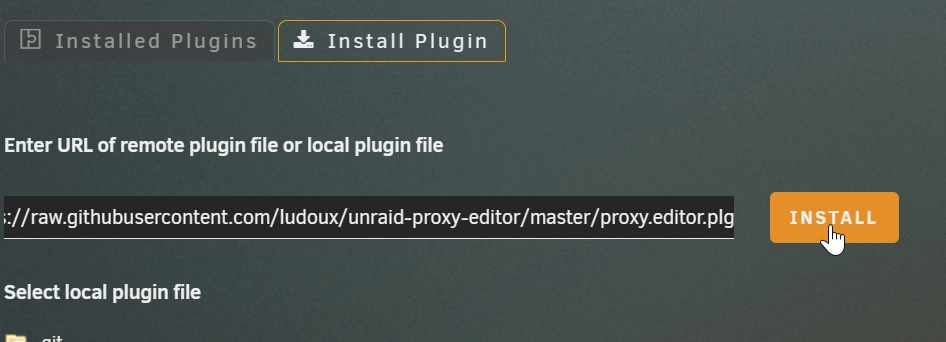 Installed Plugins Install Plugin
Enter URL of remote plugin file or local plugin file
s://raw.githubusercontent.com/ludoux/unraid-proxy-editor/master/proxy.editor.plg INSTALL
Select local plugin file
.git